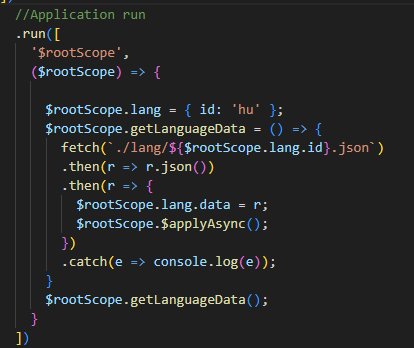 ])
//Application run
.run([
'$rootScope',
($rootScope) => {
$rootScope.lang = { id: 'hu' };
$rootScope.getLanguageData = () => {
fetch(`./lang/${$rootScope.lang.id}.json`)
.then(r => r.json())
.then(r => {
$rootScope.lang.data = r;
$rootScope.$applyAsync();
})
.catch(e => console.log(e));
}
$rootScope.getLanguageData();
}
])